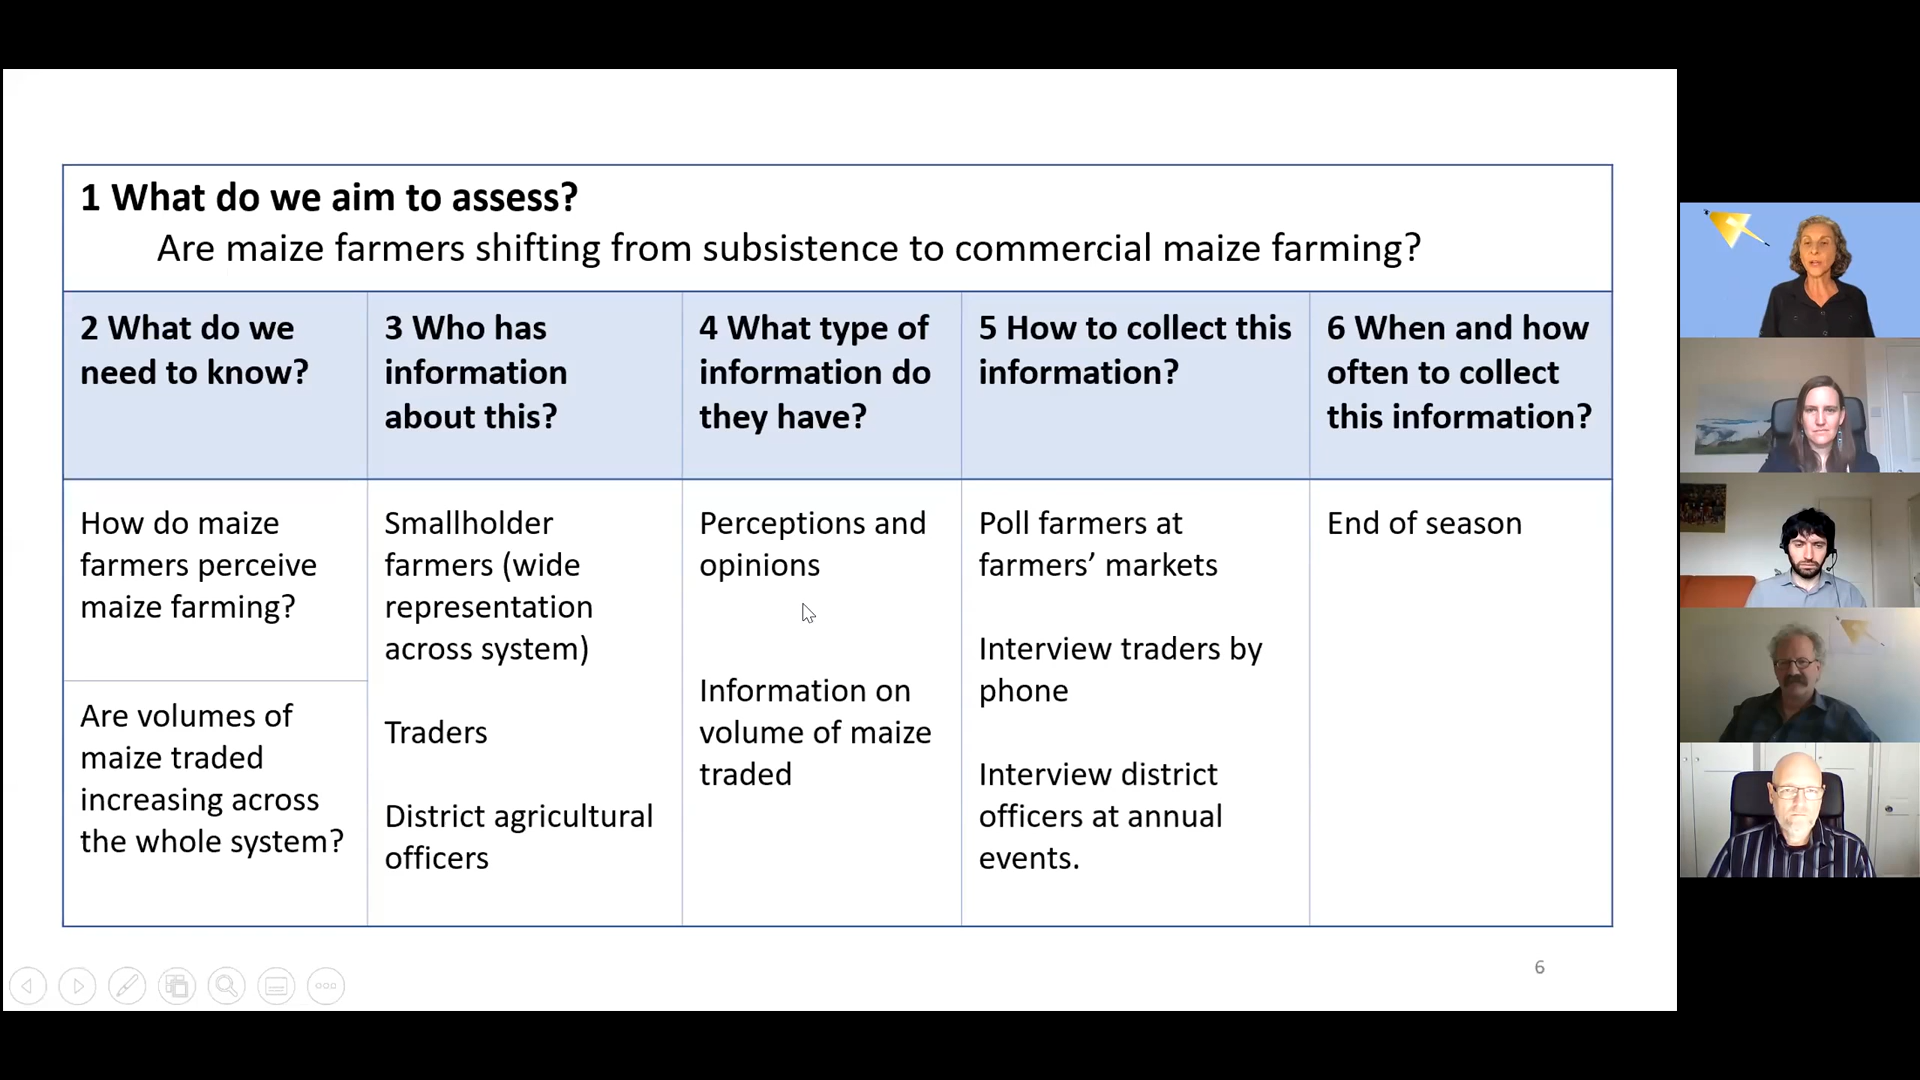 1 What do we aim to assess?
Are maize farmers shifting from subsistence to commercial maize farming?
2 What do we
need to know?
3 Who has
information
about this?
4 What type of
information do
they have?
5 How to collect this
information?
6 When and how
often to collect
this information?
How do maize
farmers perceive
maize farming?
Are volumes of
maize traded
increasing across
the whole system?
Smallholder
farmers (wide
representation
across system)
Traders
District agricultural
officers
Perceptions and
opinions
Information on
volume of maize
traded
Poll farmers at
farmers’ markets
Interview traders by
phone
Interview district
officers at annual
events.
End of season
6